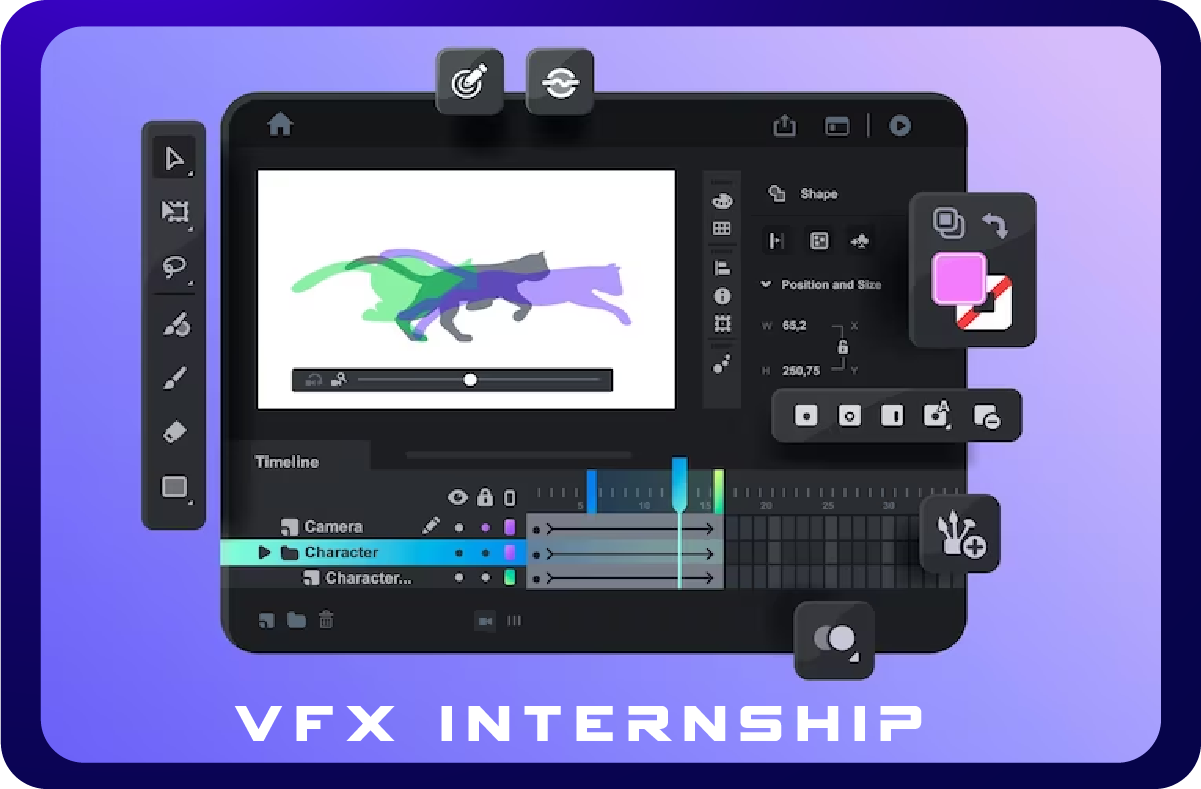 Shape
Position and Size
W 65,2 X
H 250,75 Y
Timeline
5 10 15 20 25 30
Camera
Character
Character...
A
VFX INTERNSHIP